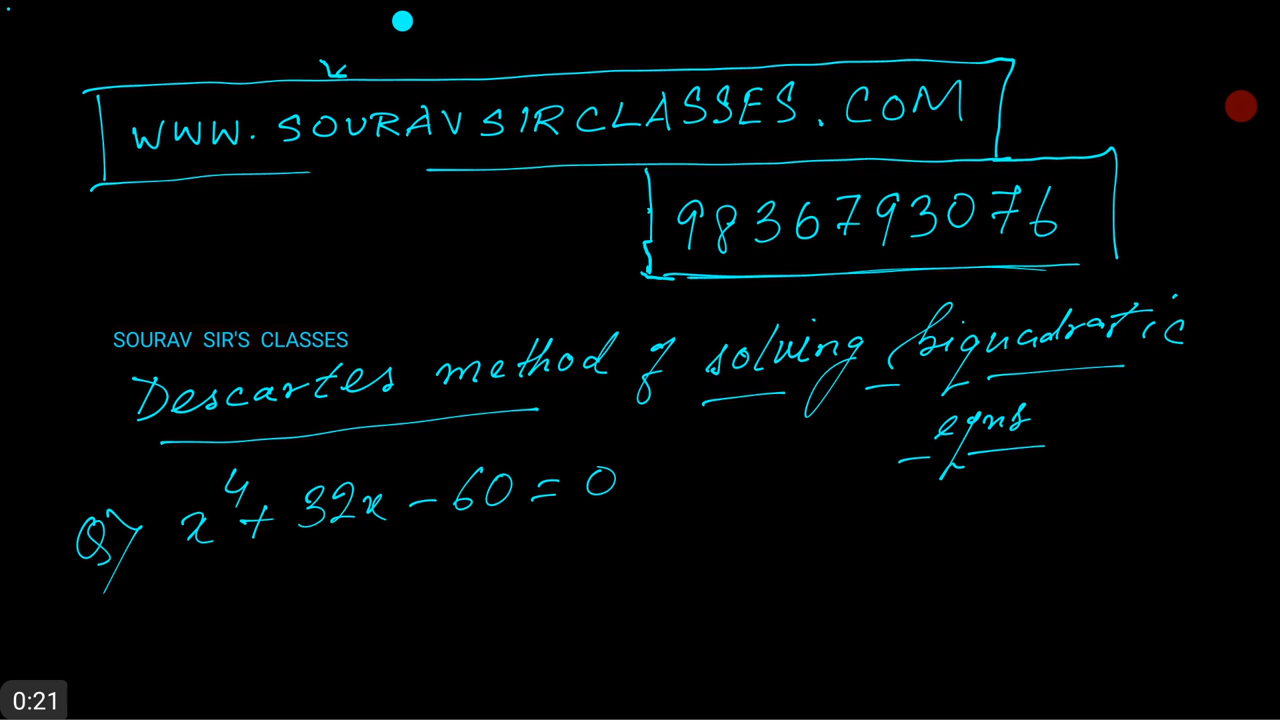 WWW.SOURAVSIRCLASSES.COM
9836793076
SOURAV SIR'S CLASSES
Descartes method of solving biquadratic
eqns
Q) x⁴ + 32x - 60 = 0
0:21